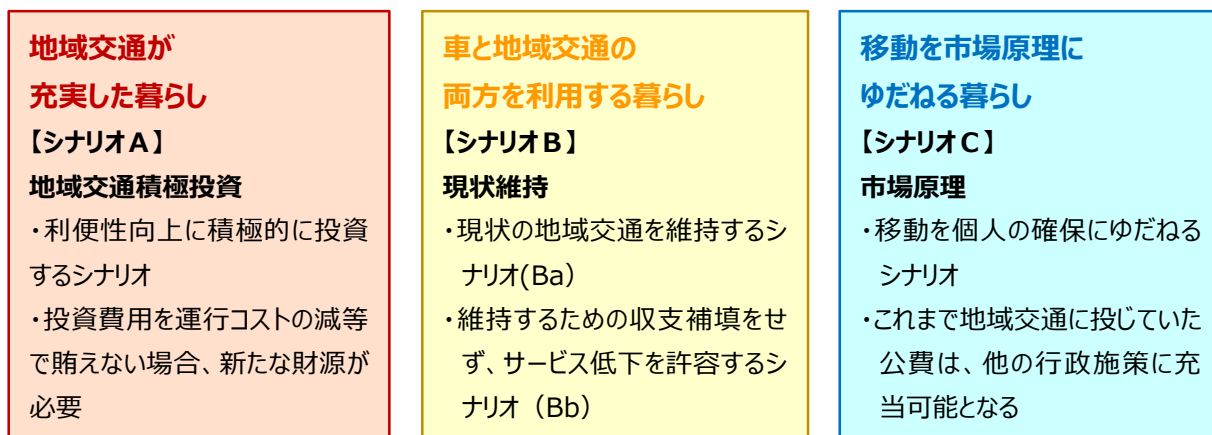 地域交通が
充実した暮らし
【シナリオA】
地域交通積極投資
・利便性向上に積極的に投資
するシナリオ
・投資費用を運行コストの減等
で賄えない場合、新たな財源が
必要
車と地域交通の
両方を利用する暮らし
【シナリオB】
現状維持
・現状の地域交通を維持するシ
ナリオ(Ba）
・維持するための収支補填をせ
ず、サービス低下を許容するシ
ナリオ（Bb）
移動を市場原理に
ゆだねる暮らし
【シナリオC】
市場原理
・移動を個人の確保にゆだねる
シナリオ
・これまで地域交通に投じていた
公費は、他の行政施策に充
当可能となる